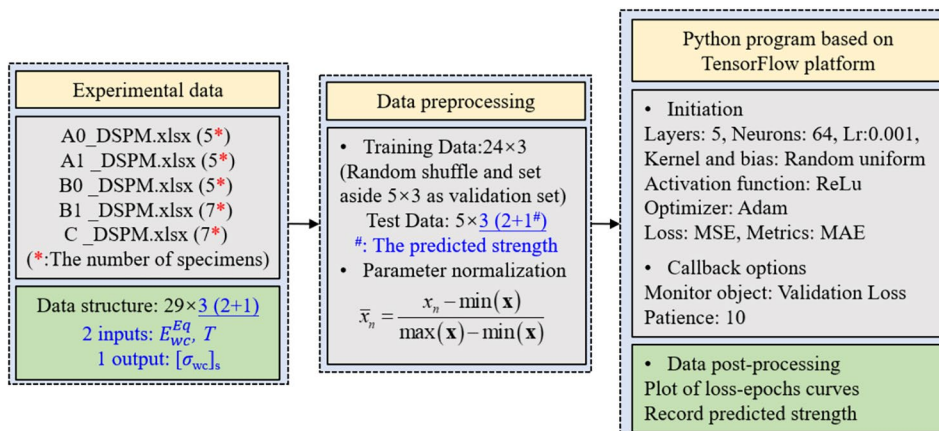 Experimental data
A0_DSPM.xlsx (5*)
A1 _DSPM.xlsx (5*)
B0 _DSPM.xlsx (5*)
B1 _DSPM.xlsx (7*)
C _DSPM.xlsx (7*)
(*:The number of specimens)
Data structure: 29×3 (2+1)
2 inputs: E_{wc}^{Eq}, T
1 output: [σ_{wc}]_s
Data preprocessing
• Training Data:24×3
(Random shuffle and set
aside 5×3 as validation set)
Test Data: 5×3 (2+1^#)
^#: The predicted strength
• Parameter normalization
x̄_n = (x_n − min(x)) / (max(x) − min(x))
Python program based on
TensorFlow platform
• Initiation
Layers: 5, Neurons: 64, Lr:0.001,
Kernel and bias: Random uniform
Activation function: ReLu
Optimizer: Adam
Loss: MSE, Metrics: MAE
• Callback options
Monitor object: Validation Loss
Patience: 10
• Data post-processing
Plot of loss-epochs curves
Record predicted strength